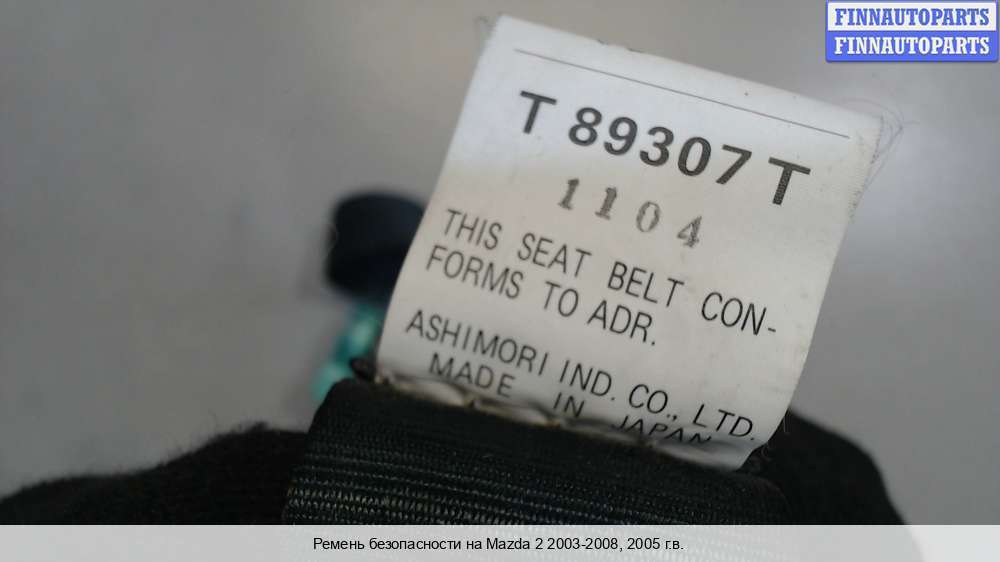 FINNAUTOPARTS
FINNAUTOPARTS
T 89307 T
1104
THIS SEAT BELT CON-
FORMS TO ADR.
ASHIMORI IND. CO., LTD.
MADE IN JAPAN
Ремень безопасности на Mazda 2 2003-2008, 2005 г.в.